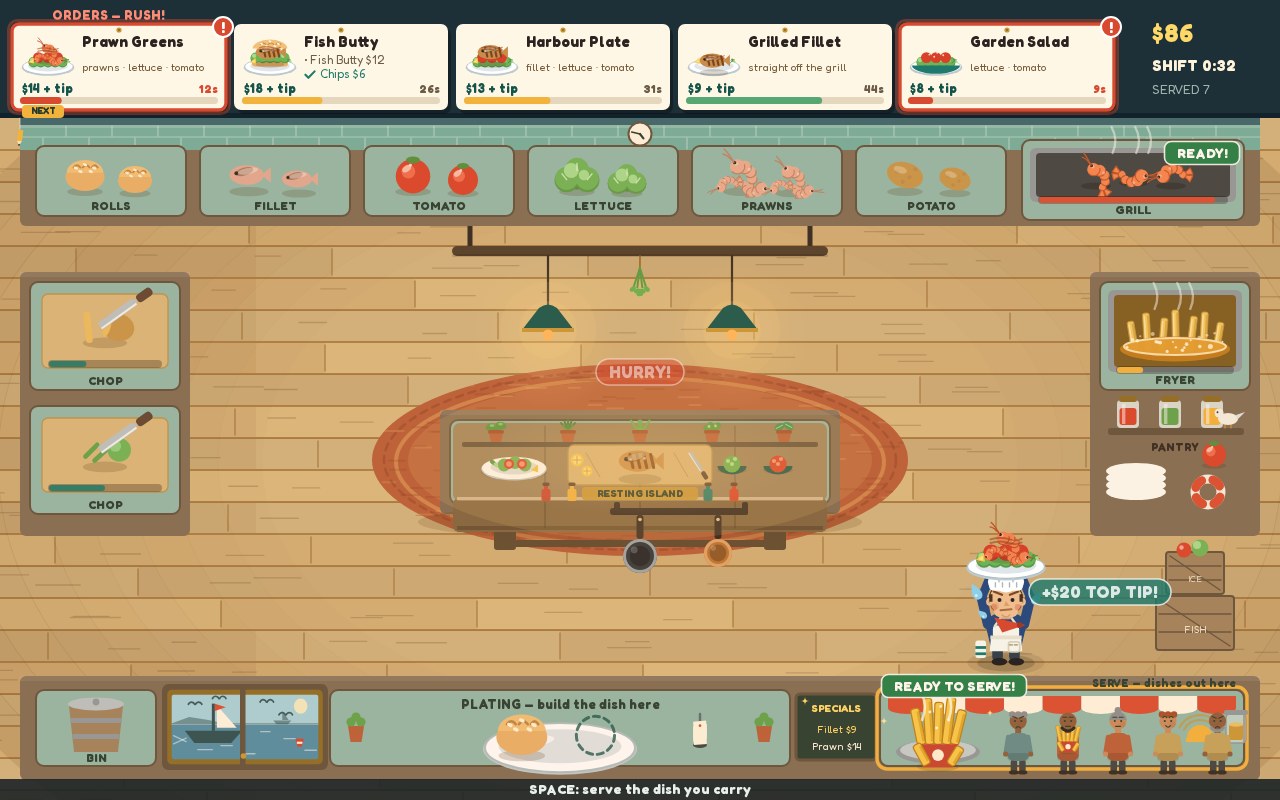 ORDERS – RUSH!
Prawn Greens
prawns · lettuce · tomato
$14 + tip
12s
NEXT
!
Fish Butty
· Fish Butty $12
✓ Chips $6
$18 + tip
26s
Harbour Plate
fillet · lettuce · tomato
$13 + tip
31s
Grilled Fillet
straight off the grill
$9 + tip
44s
Garden Salad
lettuce · tomato
$8 + tip
9s
!
$86
SHIFT 0:32
SERVED 7
ROLLS
FILLET
TOMATO
LETTUCE
PRAWNS
POTATO
READY!
GRILL
CHOP
CHOP
HURRY!
RESTING ISLAND
FRYER
PANTRY
ICE
FISH
+$20 TOP TIP!
BIN
PLATING – build the dish here
SPECIALS
Fillet $9
Prawn $14
READY TO SERVE!
SERVE – dishes out here
SPACE: serve the dish you carry